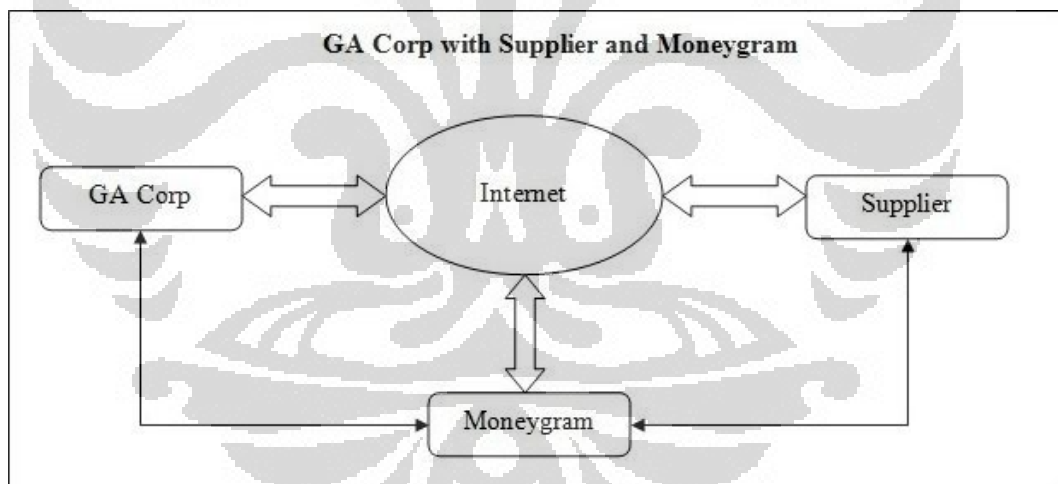 GA Corp with Supplier and Moneygram
GA Corp
Internet
Supplier
Moneygram